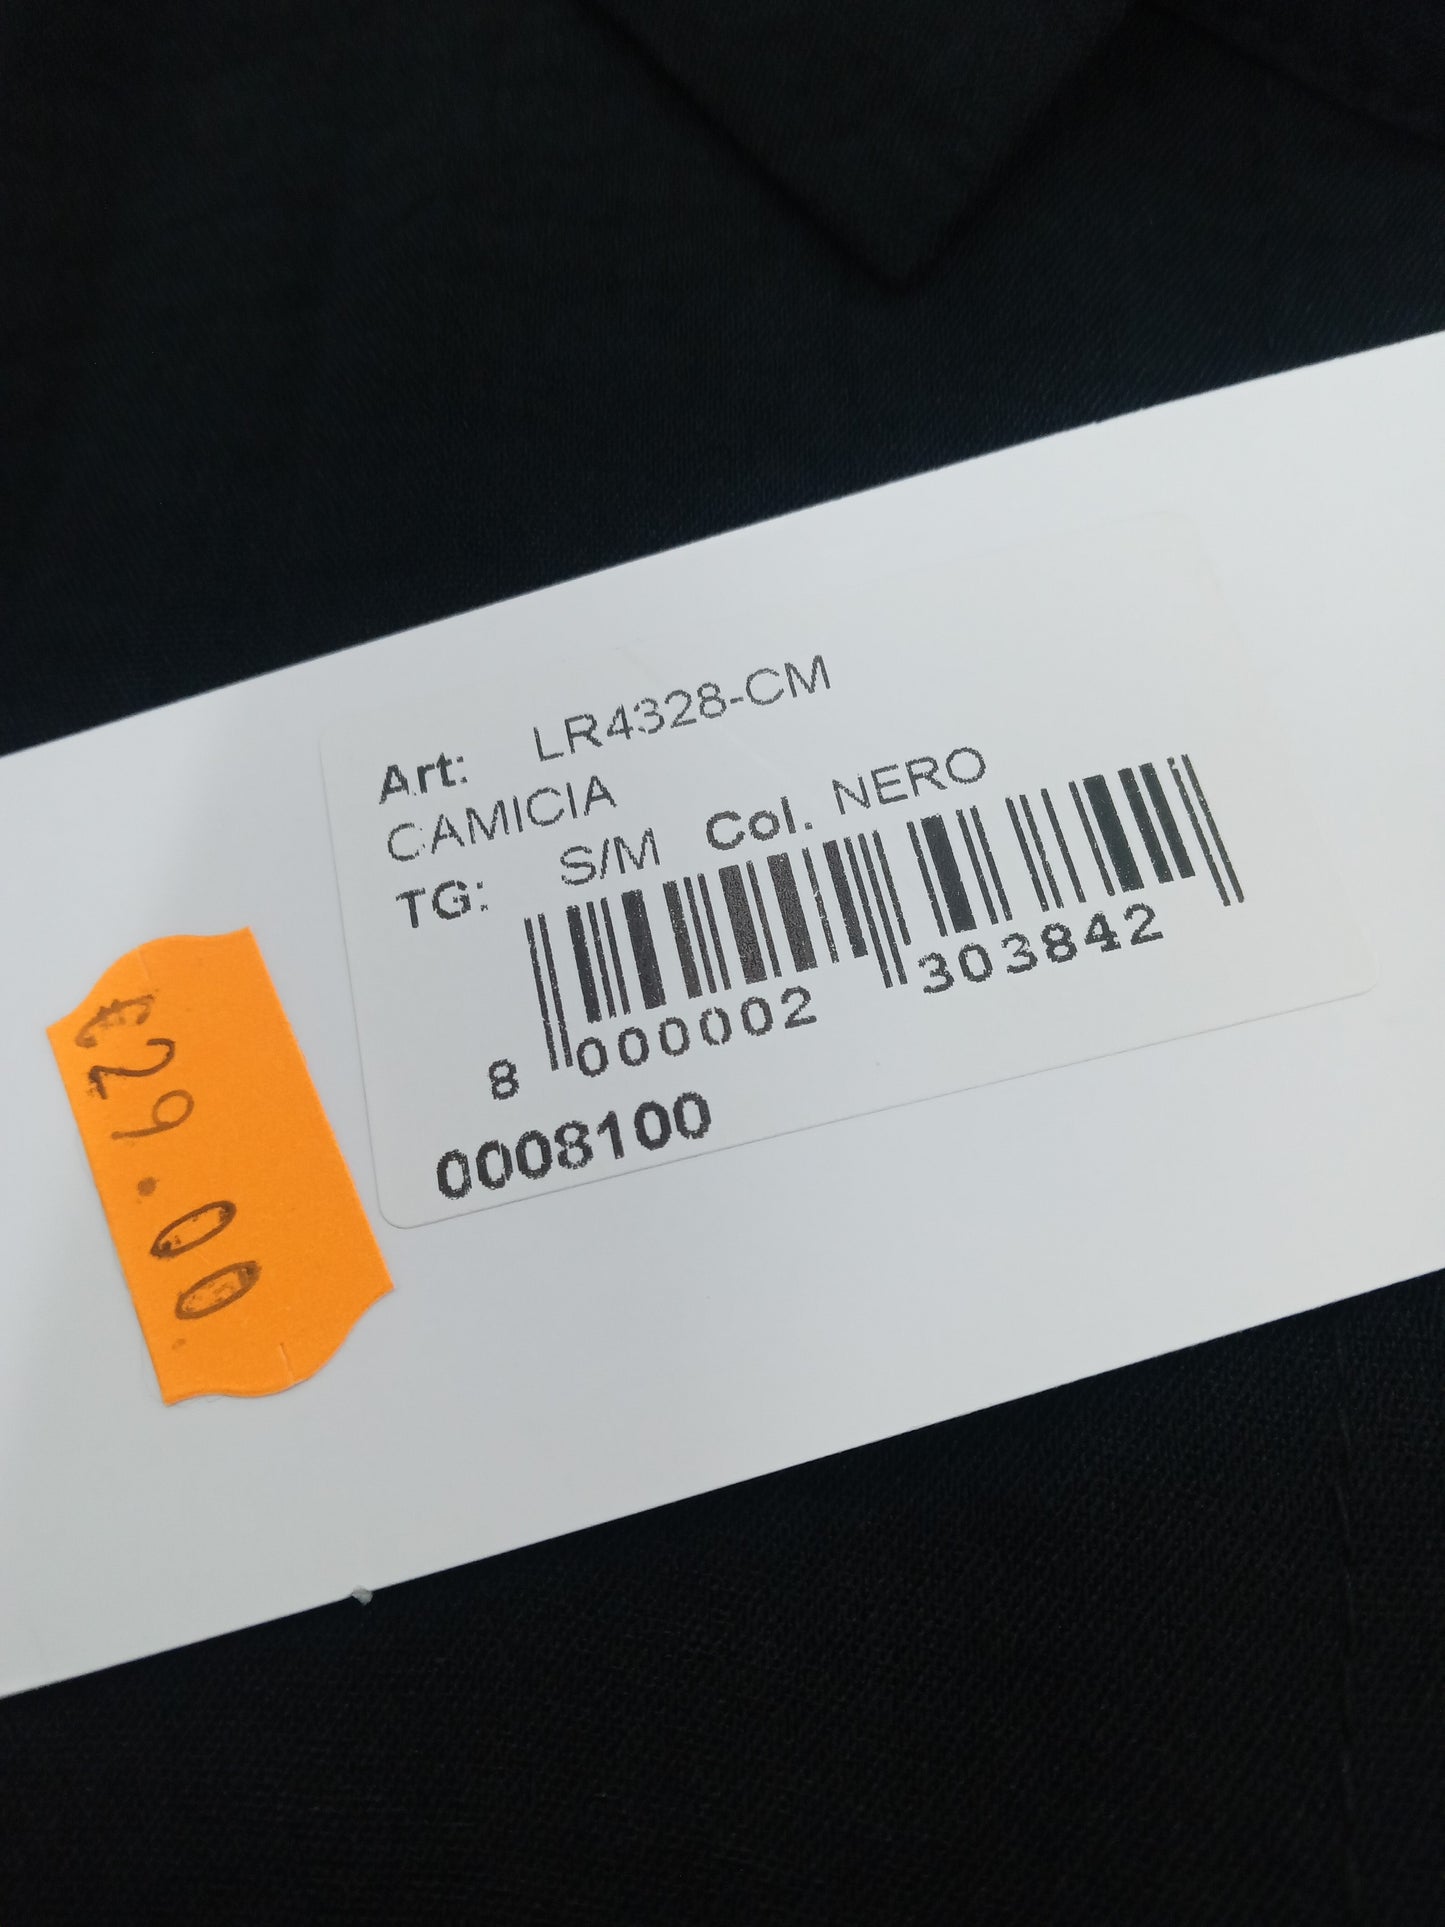 Art: LR4328-CM
CAMICIA
TG: S/M Col. NERO
8 000002 303842
0008100
€29.00